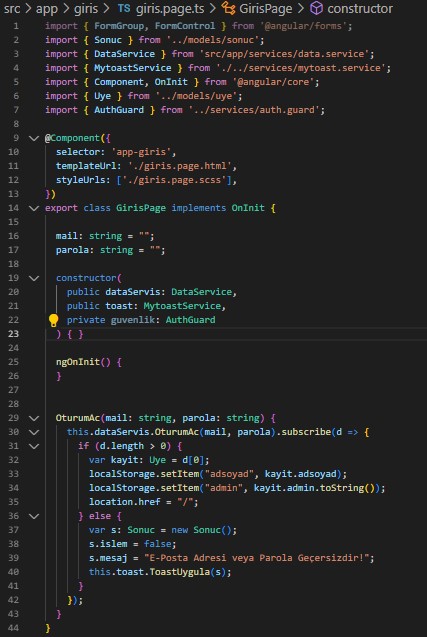 src > app > giris > TS giris.page.ts > GirisPage > constructor
1 import { FormGroup, FormControl } from '@angular/forms';
2 import { Sonuc } from '../models/sonuc';
3 import { DataService } from 'src/app/services/data.service';
4 import { MytoastService } from './../services/mytoast.service';
5 import { Component, OnInit } from '@angular/core';
6 import { Uye } from '../models/uye';
7 import { AuthGuard } from '../services/auth.guard';
8
9 @Component({
10 selector: 'app-giris',
11 templateUrl: './giris.page.html',
12 styleUrls: ['./giris.page.scss'],
13 })
14 export class GirisPage implements OnInit {
15
16 mail: string = "";
17 parola: string = "";
18
19 constructor(
20 public dataServis: DataService,
21 public toast: MytoastService,
22 private guvenlik: AuthGuard
23 ) { }
24
25 ngOnInit() {
26 }
27
28
29 OturumAc(mail: string, parola: string) {
30 this.dataServis.OturumAc(mail, parola).subscribe(d => {
31 if (d.length > 0) {
32 var kayit: Uye = d[0];
33 localStorage.setItem("adsoyad", kayit.adsoyad);
34 localStorage.setItem("admin", kayit.admin.toString());
35 location.href = "/";
36 } else {
37 var s: Sonuc = new Sonuc();
38 s.islem = false;
39 s.mesaj = "E-Posta Adresi veya Parola Geçersizdir!";
40 this.toast.ToastUygula(s);
41 }
42 });
43 }
44 }